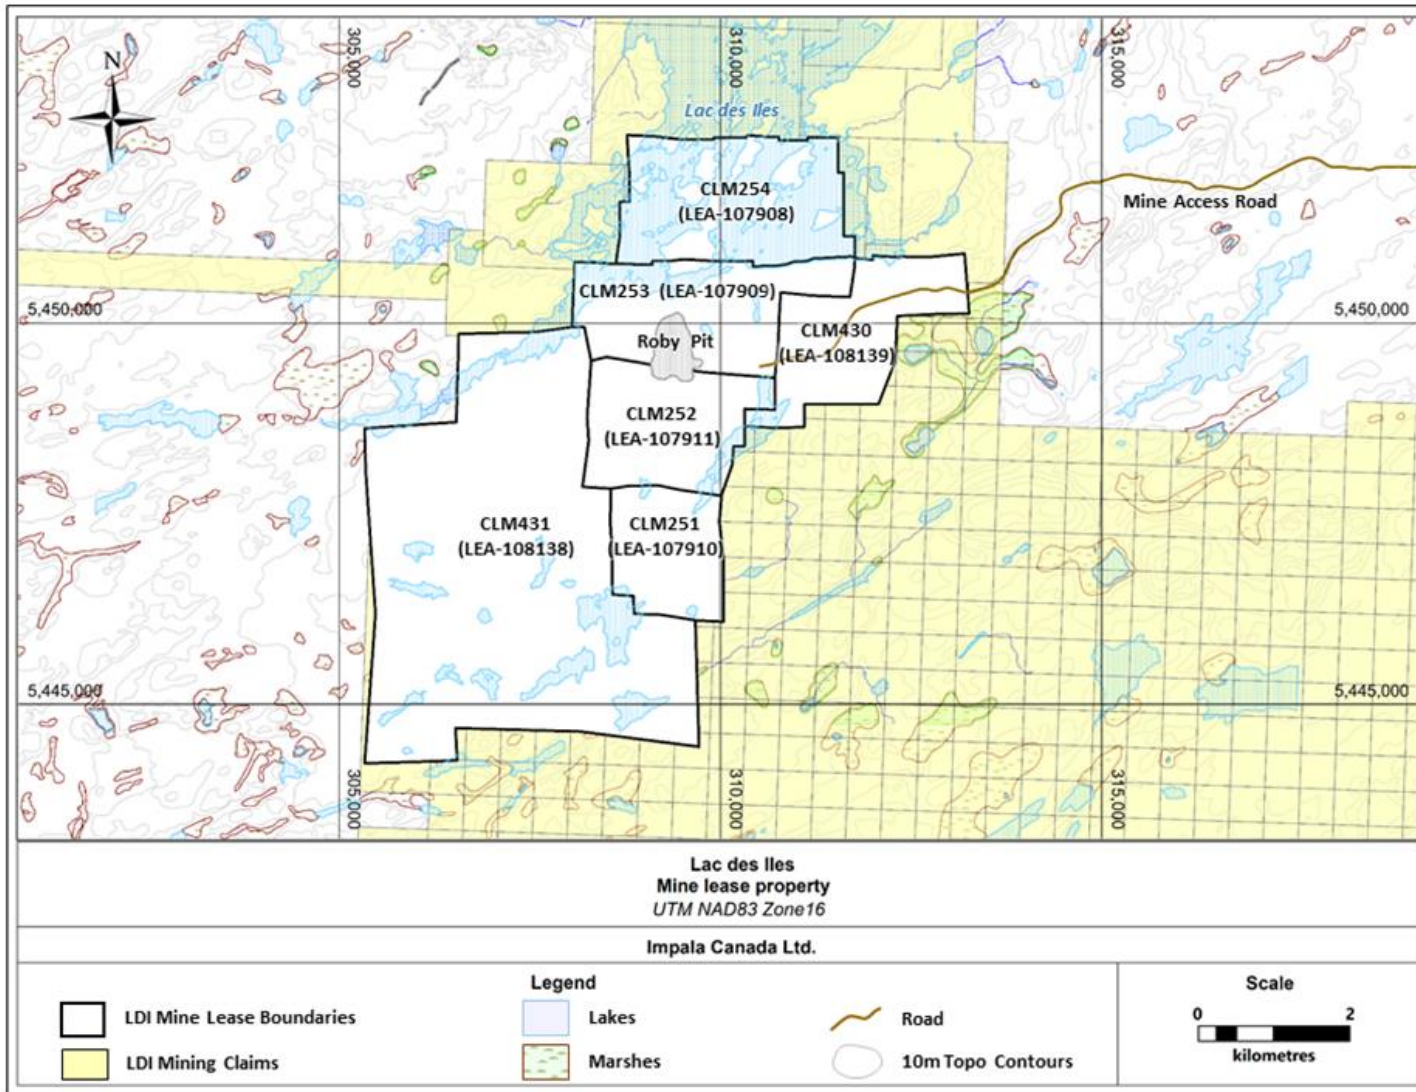 N
305,000
310,000
315,000
Lac des Iles
CLM254
(LEA-107908)
Mine Access Road
CLM253 (LEA-107909)
5,450,000
5,450,000
Roby Pit
CLM430
(LEA-108139)
CLM252
(LEA-107911)
CLM431
(LEA-108138)
CLM251
(LEA-107910)
5,445,000
5,445,000
305,000
310,000
315,000
Lac des Iles
Mine lease property
UTM NAD83 Zone16
Impala Canada Ltd.
Legend
LDI Mine Lease Boundaries
Lakes
Road
LDI Mining Claims
Marshes
10m Topo Contours
Scale
0 2
kilometres